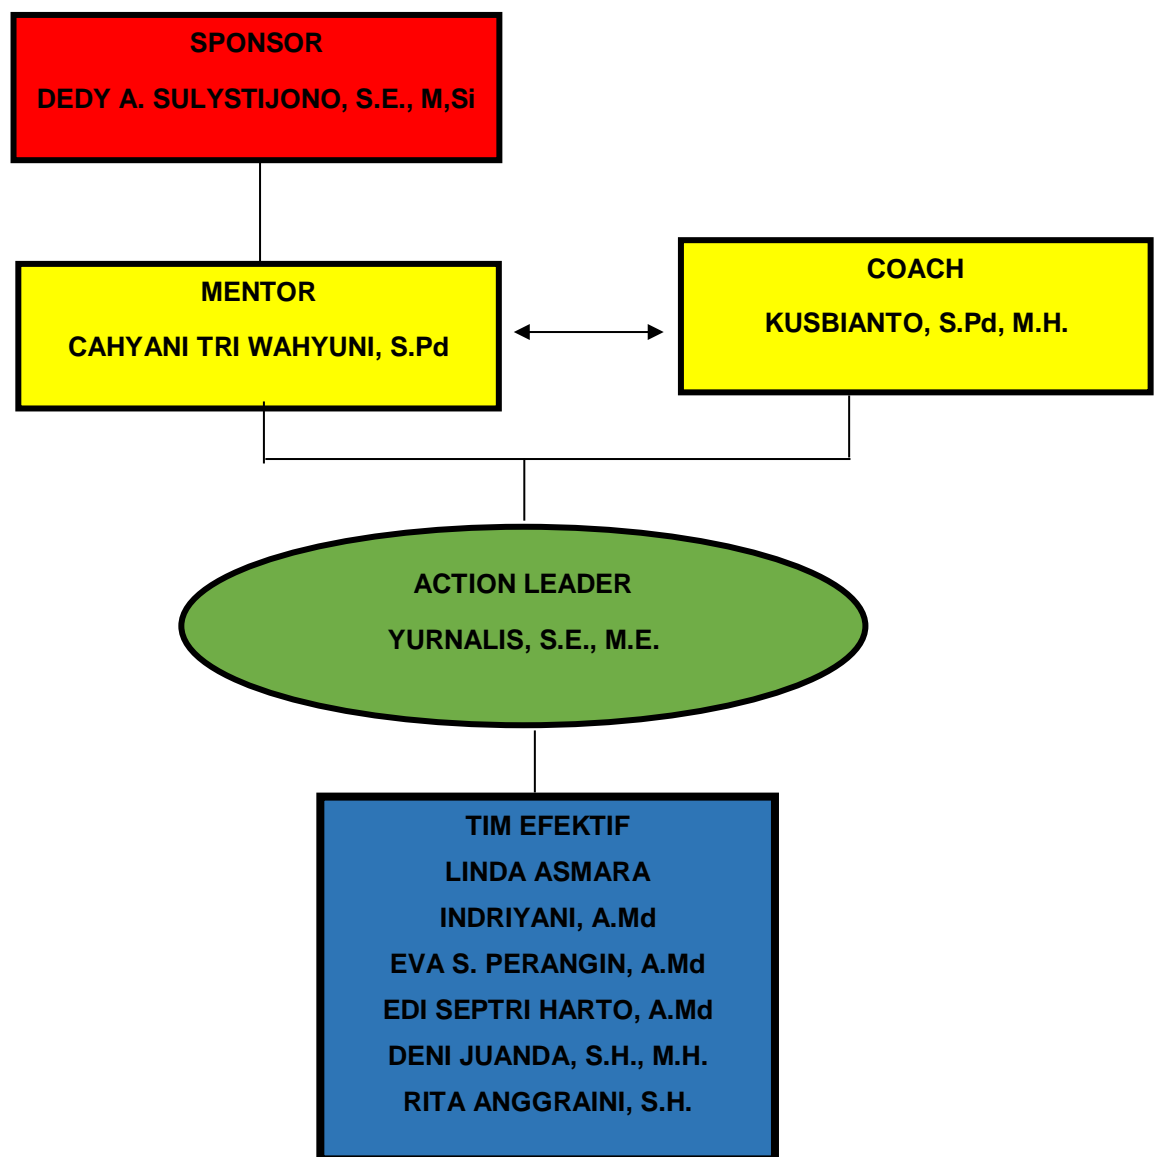 SPONSOR
DEDY A. SULYSTIJONO, S.E., M,Si
MENTOR
CAHYANI TRI WAHYUNI, S.Pd
COACH
KUSBIANTO, S.Pd, M.H.
ACTION LEADER
YURNALIS, S.E., M.E.
TIM EFEKTIF
LINDA ASMARA
INDRIYANI, A.Md
EVA S. PERANGIN, A.Md
EDI SEPTRI HARTO, A.Md
DENI JUANDA, S.H., M.H.
RITA ANGGRAINI, S.H.